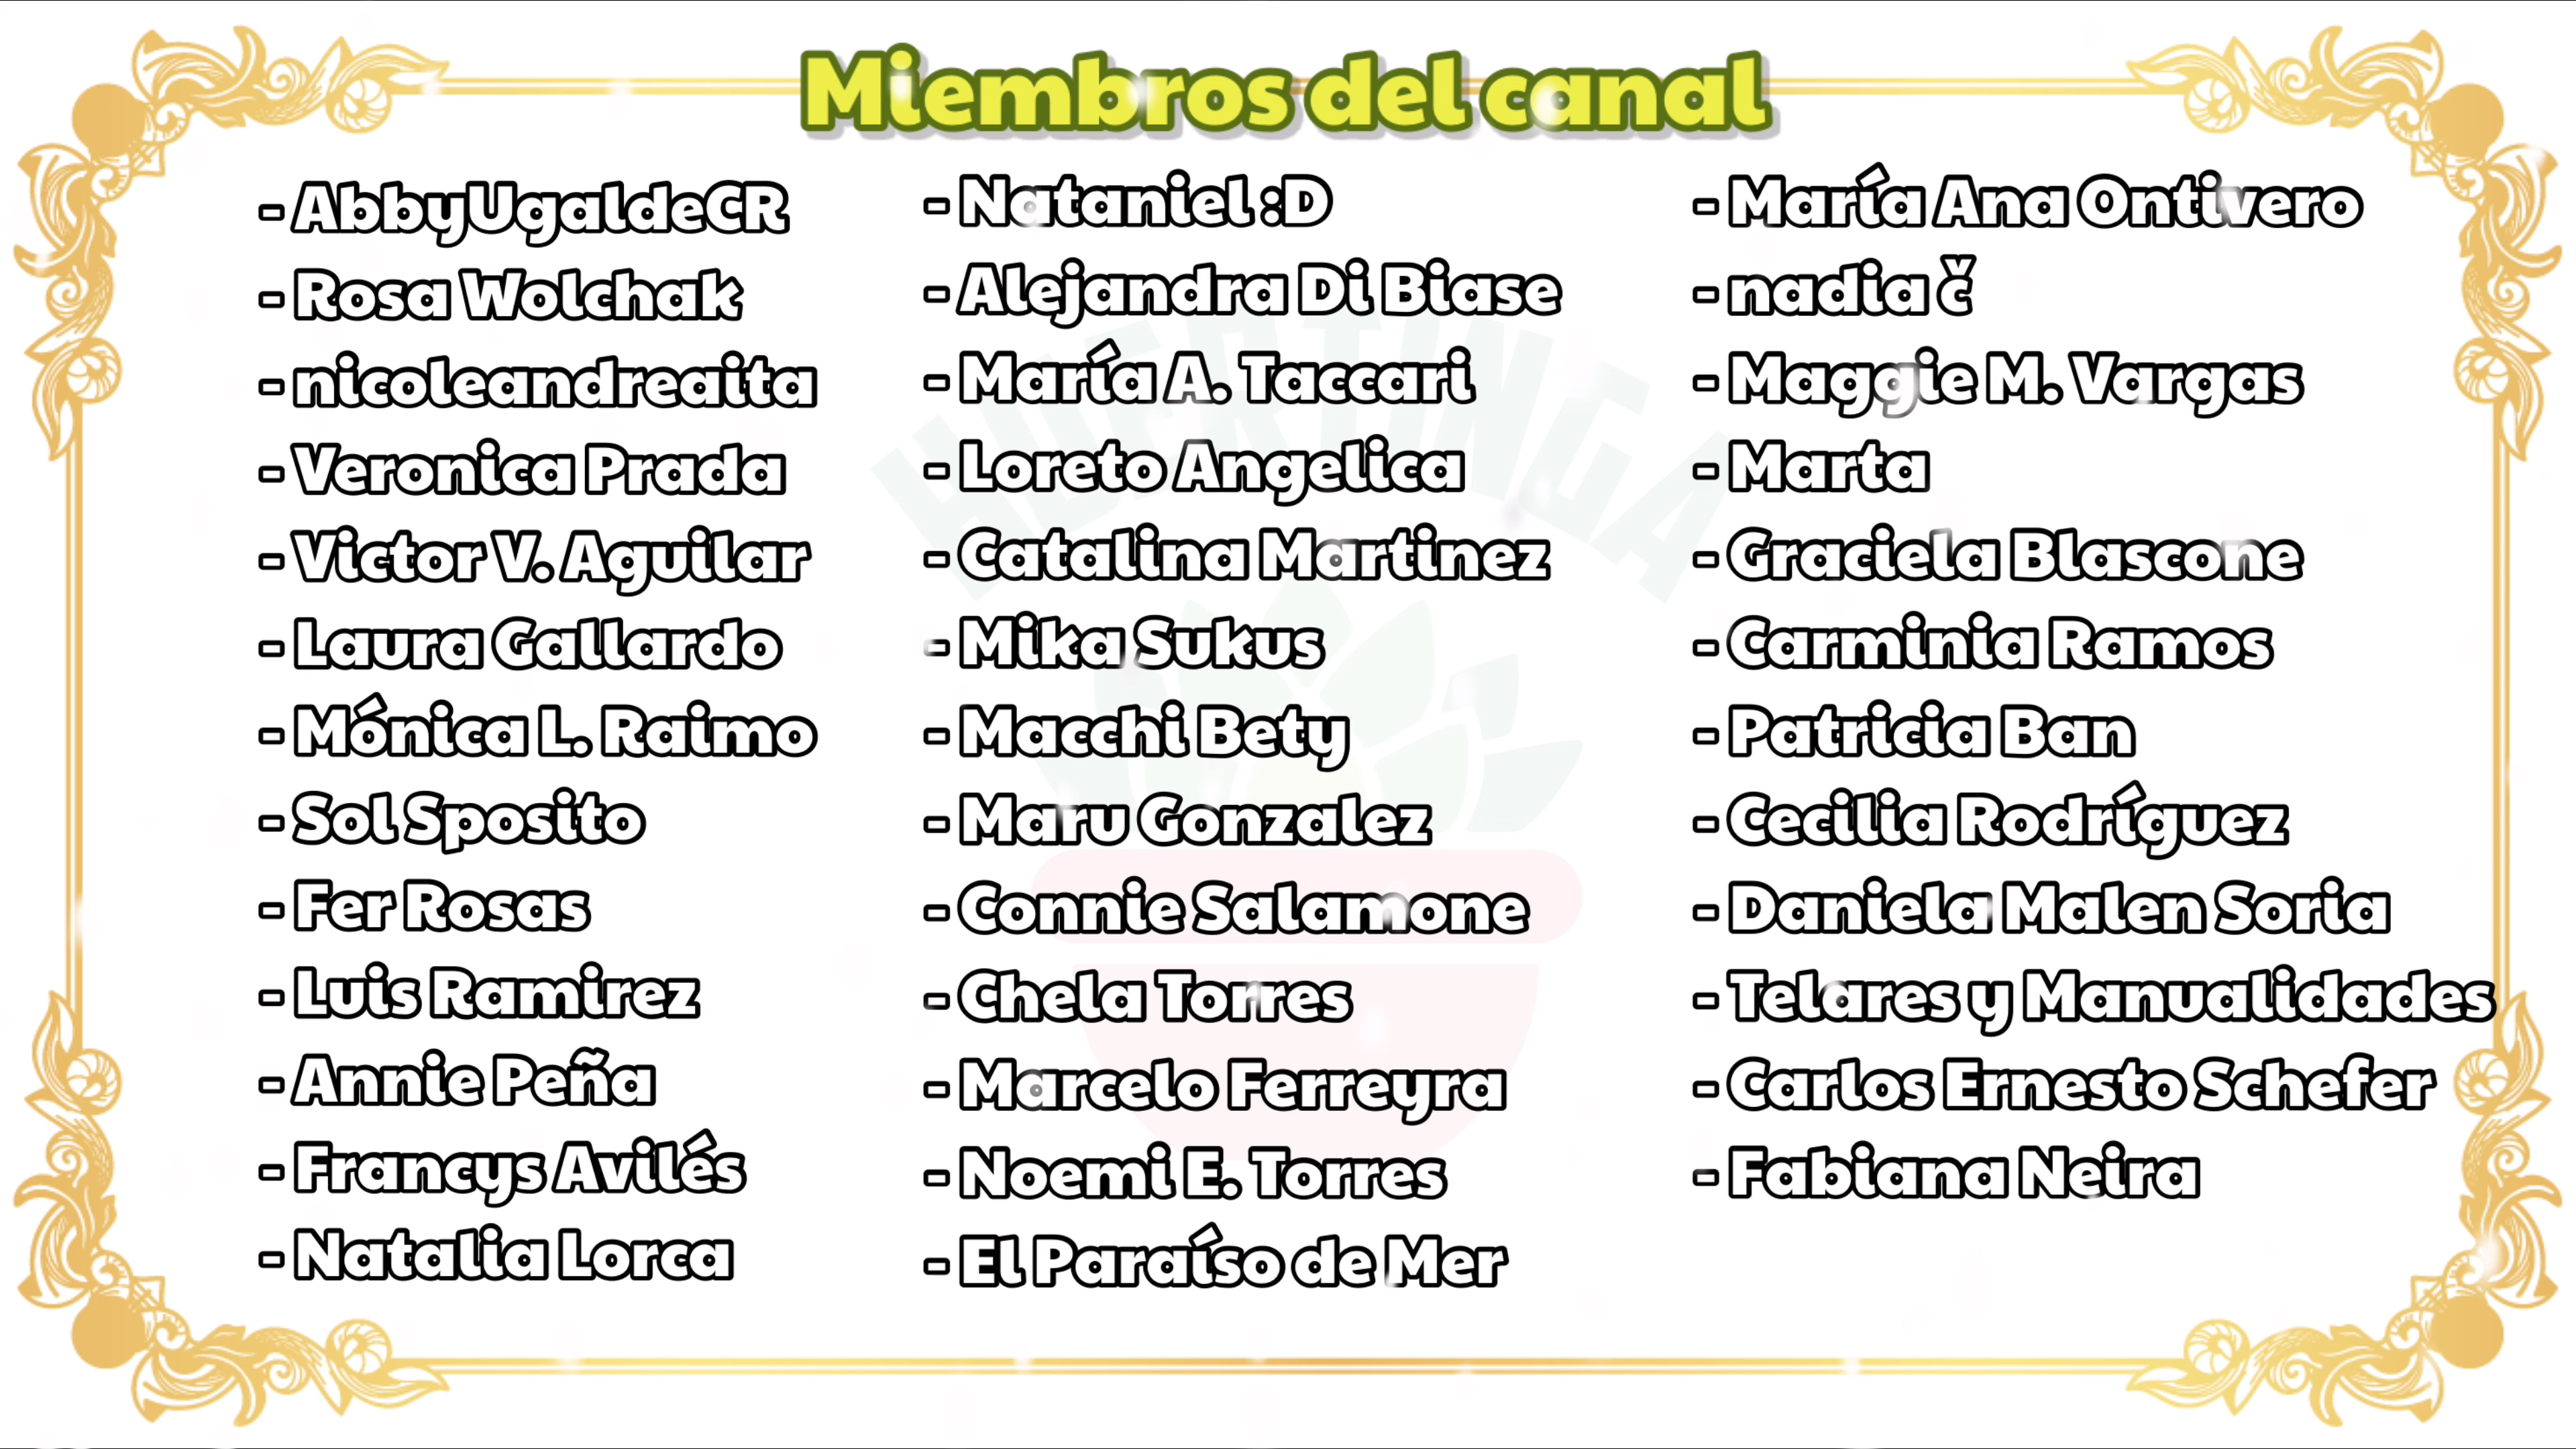 Miembros del canal
- AbbyUgaldeCR
- Rosa Wolchak
- nicoleandreaita
- Veronica Prada
- Victor V. Aguilar
- Laura Gallardo
- Mónica L. Raimo
- Sol Sposito
- Fer Rosas
- Luis Ramirez
- Annie Peña
- Francys Avilés
- Natalia Lorca
- Nataniel :D
- Alejandra Di Biase
- María A. Taccari
- Loreto Angelica
- Catalina Martinez
- Mika Sukus
- Macchi Bety
- Maru Gonzalez
- Connie Salamone
- Chela Torres
- Marcelo Ferreyra
- Noemi E. Torres
- El Paraíso de Mer
- María Ana Ontivero
- nadia č
- Maggie M. Vargas
- Marta
- Graciela Blascone
- Carminia Ramos
- Patricia Ban
- Cecilia Rodríguez
- Daniela Malen Soria
- Telares y Manualidades
- Carlos Ernesto Schefer
- Fabiana Neira
HUERTINGA